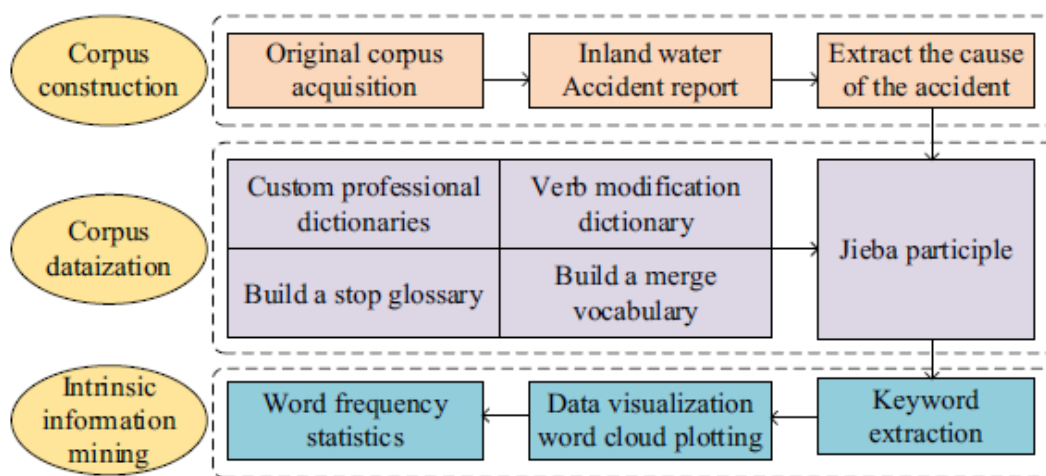 Corpus
construction
Original corpus
acquisition
Inland water
Accident report
Extract the cause
of the accident
Corpus
dataization
Custom professional
dictionaries
Verb modification
dictionary
Build a stop glossary
Build a merge
vocabulary
Jieba participle
Intrinsic
information
mining
Word frequency
statistics
Data visualization
word cloud plotting
Keyword
extraction